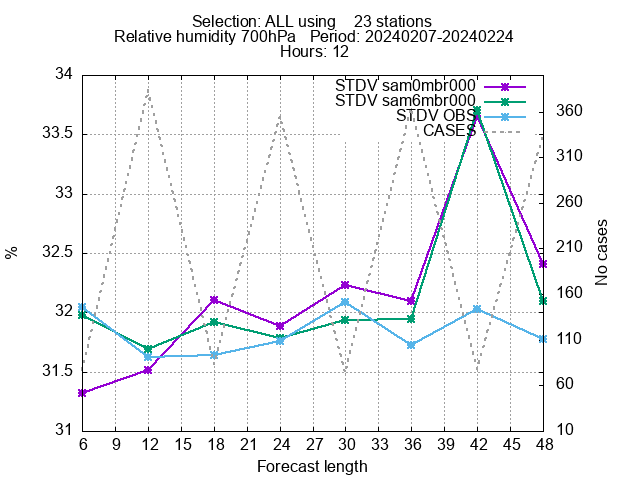 Selection: ALL using 23 stations
Relative humidity 700hPa Period: 20240207-20240224
Hours: 12
STDV sam0mbr000
STDV sam6mbr000
STDV OBS
CASES
34
33.5
33
32.5
32
31.5
31
%
360
310
260
210
160
110
60
10
No cases
6 9 12 15 18 21 24 27 30 33 36 39 42 45 48
Forecast length